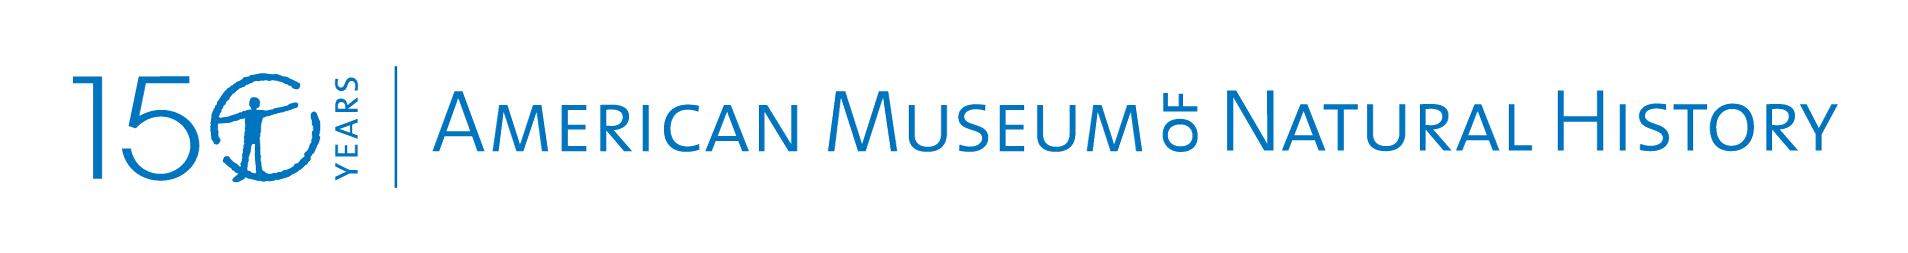 150 YEARS
AMERICAN MUSEUM OF NATURAL HISTORY